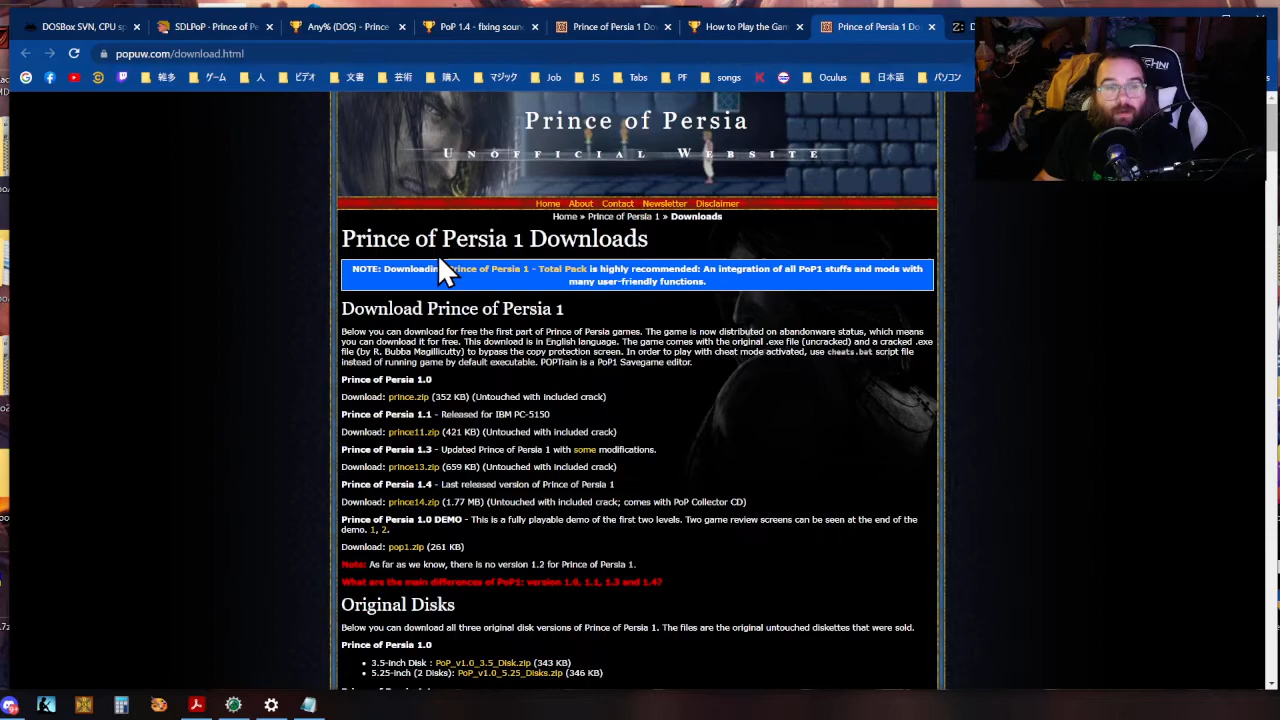 DOSBox SVN, CPU sp
SDLPoP - Prince of Pe
Any% (DOS) - Prince
PoP 1.4 - fixing soun
Prince of Persia 1 Do
How to Play the Gam
Prince of Persia 1 Do
popuw.com/download.html
雑多
ゲーム
人
ビデオ
文書
芸術
購入
マジック
Job
JS
Tabs
PF
songs
Oculus
日本語
パソコン
Prince of Persia
Unofficial Website
Home About Contact Newsletter Disclaimer
Home » Prince of Persia 1 » Downloads
Prince of Persia 1 Downloads
NOTE: Downloading Prince of Persia 1 - Total Pack is highly recommended: An integration of all PoP1 stuffs and mods with
many user-friendly functions.
Download Prince of Persia 1
Below you can download for free the first part of Prince of Persia games. The game is now distributed on abandonware status, which means
you can download it for free. This download is in English language. The game comes with the original .exe file (uncracked) and a cracked .exe
file (by R. Bubba Magillicutty) to bypass the copy protection screen. In order to play with cheat mode activated, use cheats.bat script file
instead of running game by default executable. POPTrain is a PoP1 Savegame editor.
Prince of Persia 1.0
Download: prince.zip (352 KB) (Untouched with included crack)
Prince of Persia 1.1 - Released for IBM PC-5150
Download: prince11.zip (421 KB) (Untouched with included crack)
Prince of Persia 1.3 - Updated Prince of Persia 1 with some modifications.
Download: prince13.zip (659 KB) (Untouched with included crack)
Prince of Persia 1.4 - Last released version of Prince of Persia 1
Download: prince14.zip (1.77 MB) (Untouched with included crack; comes with PoP Collector CD)
Prince of Persia 1.0 DEMO - This is a fully playable demo of the first two levels. Two game review screens can be seen at the end of the
demo. 1, 2.
Download: pop1.zip (261 KB)
Note: As far as we know, there is no version 1.2 for Prince of Persia 1.
What are the main differences of PoP1: version 1.0, 1.1, 1.3 and 1.4?
Original Disks
Below you can download all three original disk versions of Prince of Persia 1. The files are the original untouched diskettes that were sold.
Prince of Persia 1.0
• 3.5-inch Disk : PoP_v1.0_3.5_Disk.zip (343 KB)
• 5.25-inch (2 Disks): PoP_v1.0_5.25_Disks.zip (346 KB)